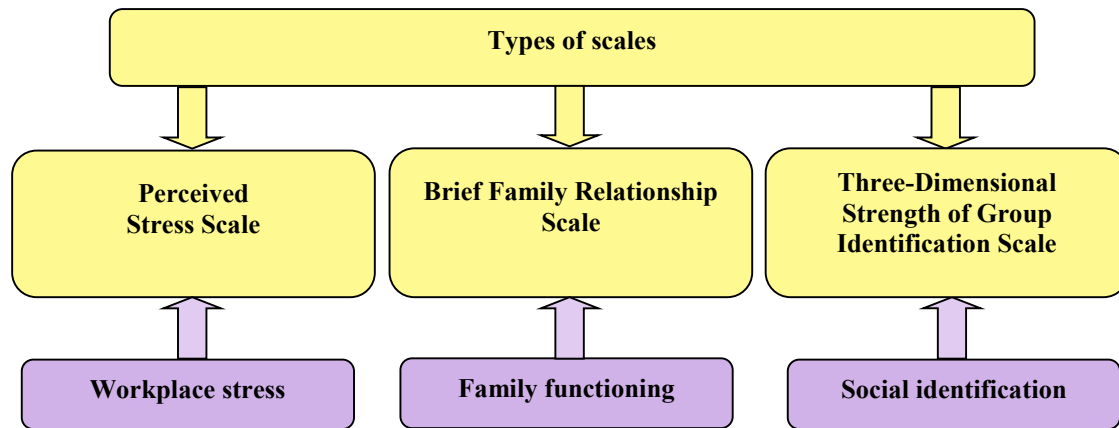 Types of scales
Perceived
Stress Scale
Brief Family Relationship
Scale
Three-Dimensional
Strength of Group
Identification Scale
Workplace stress
Family functioning
Social identification